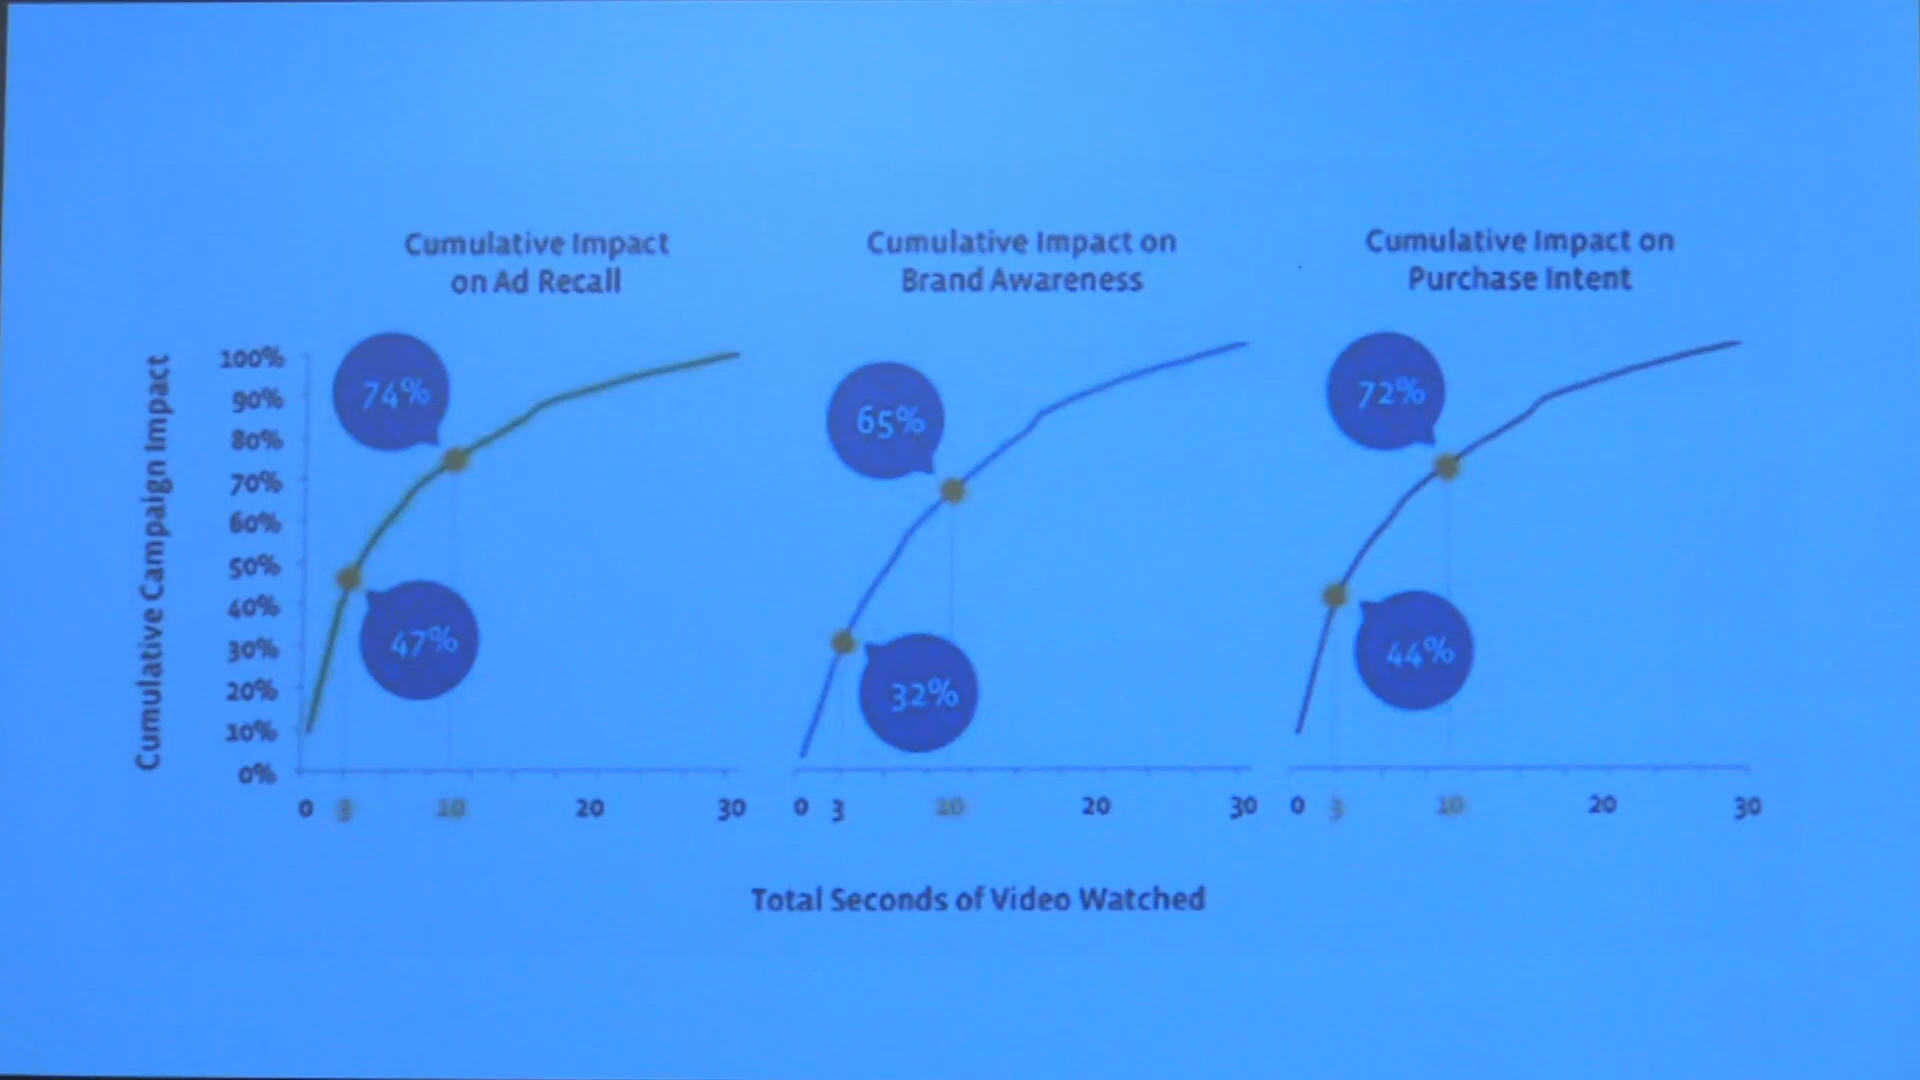 Cumulative Impact
on Ad Recall
Cumulative Impact on
Brand Awareness
Cumulative Impact on
Purchase Intent
Cumulative Campaign Impact
100%
90%
80%
70%
60%
50%
40%
30%
20%
10%
0%
74%
47%
65%
32%
72%
44%
0 3 10 20 30
0 3 10 20 30
0 3 10 20 30
Total Seconds of Video Watched